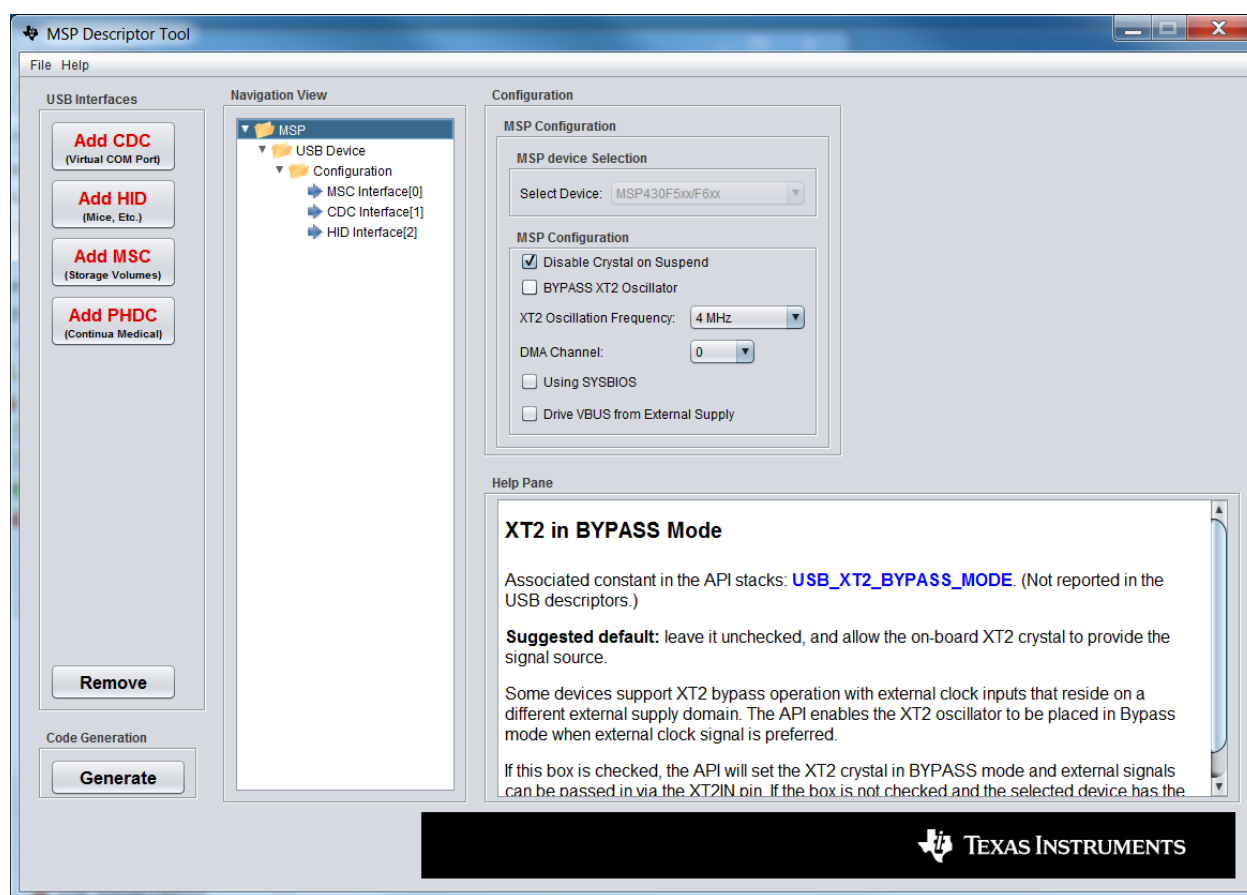 MSP Descriptor Tool
File Help
USB Interfaces
Add CDC
(Virtual COM Port)
Add HID
(Mice, Etc.)
Add MSC
(Storage Volumes)
Add PHDC
(Continua Medical)
Remove
Code Generation
Generate
Navigation View
MSP
USB Device
Configuration
MSC Interface[0]
CDC Interface[1]
HID Interface[2]
Configuration
MSP Configuration
MSP device Selection
Select Device: MSP430F5xx/F6xx
MSP Configuration
Disable Crystal on Suspend
BYPASS XT2 Oscillator
XT2 Oscillation Frequency: 4 MHz
DMA Channel: 0
Using SYSBIOS
Drive VBUS from External Supply
Help Pane
XT2 in BYPASS Mode
Associated constant in the API stacks: USB_XT2_BYPASS_MODE. (Not reported in the
USB descriptors.)
Suggested default: leave it unchecked, and allow the on-board XT2 crystal to provide the
signal source.
Some devices support XT2 bypass operation with external clock inputs that reside on a
different external supply domain. The API enables the XT2 oscillator to be placed in Bypass
mode when external clock signal is preferred.
If this box is checked, the API will set the XT2 crystal in BYPASS mode and external signals
can be passed in via the XT2IN pin. If the box is not checked and the selected device has the
TEXAS INSTRUMENTS